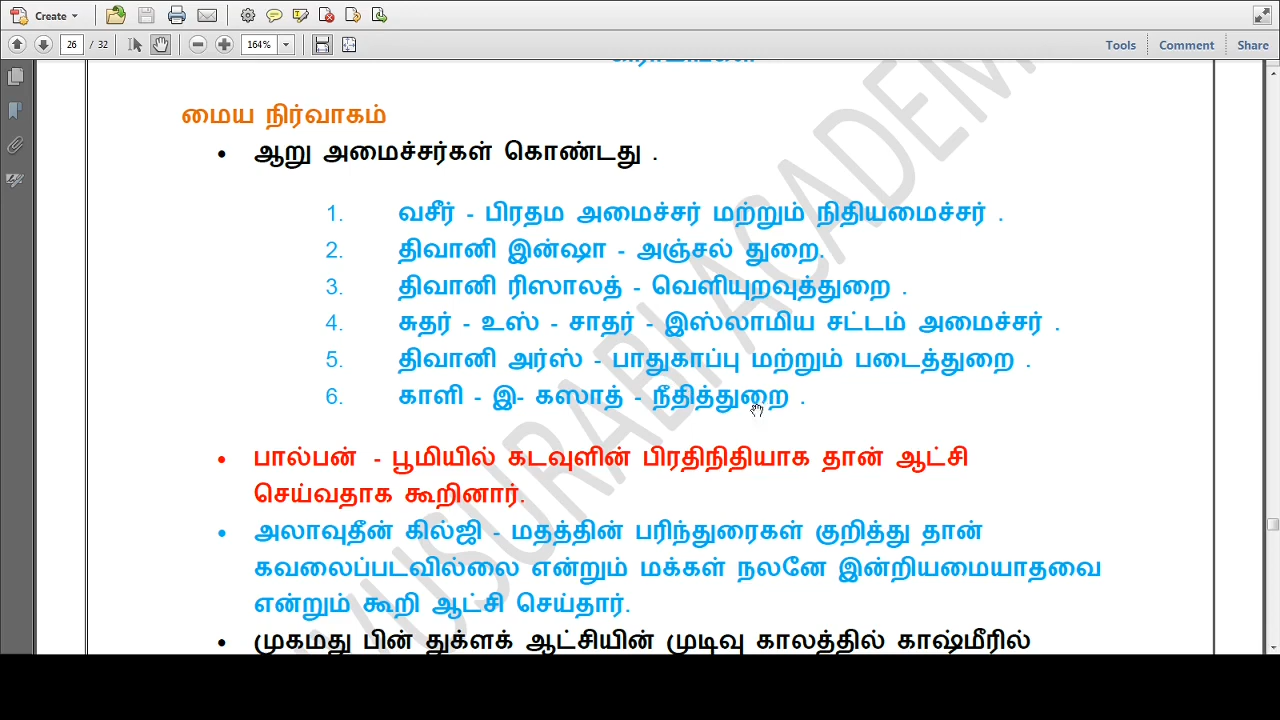 Create
26 / 32
164%
Tools Comment Share
மைய நிர்வாகம்
• ஆறு அமைச்சர்கள் கொண்டது .
1. வசீர் - பிரதம அமைச்சர் மற்றும் நிதியமைச்சர் .
2. திவானி இன்ஷா - அஞ்சல் துறை.
3. திவானி ரிஸாலத் - வெளியுறவுத்துறை .
4. சுதர் - உஸ் - சாதர் - இஸ்லாமிய சட்டம் அமைச்சர் .
5. திவானி அர்ஸ் - பாதுகாப்பு மற்றும் படைத்துறை .
6. காளி - இ- கஸாத் - நீதித்துறை .
• பால்பன் - பூமியில் கடவுளின் பிரதிநிதியாக தான் ஆட்சி
செய்வதாக கூறினார்.
• அலாவுதீன் கில்ஜி - மதத்தின் பரிந்துரைகள் குறித்து தான்
கவலைப்படவில்லை என்றும் மக்கள் நலனே இன்றியமையாதவை
என்றும் கூறி ஆட்சி செய்தார்.
• முகமது பின் துக்ளக் ஆட்சியின் முடிவு காலத்தில் காஷ்மீரில்